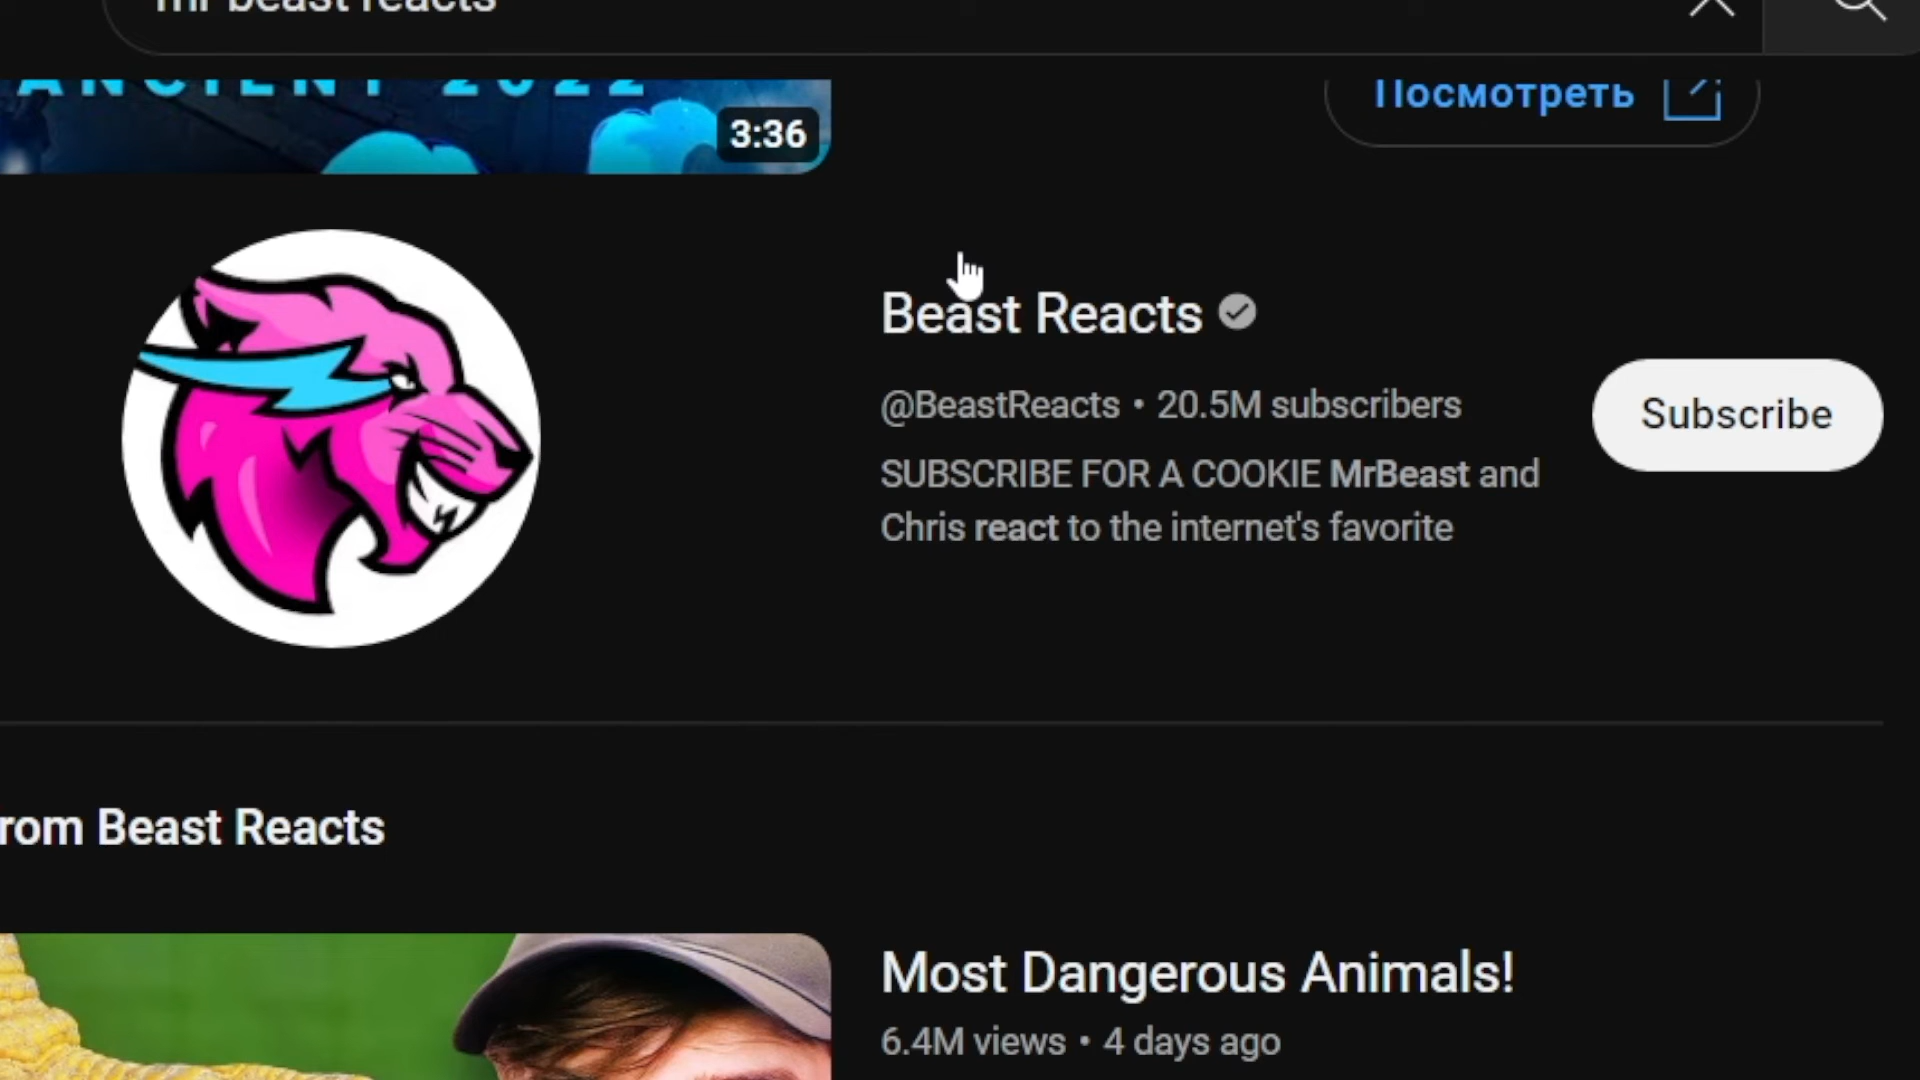 mr beast reacts
ANCIENT 2022
3:36
Посмотреть
Beast Reacts
@BeastReacts • 20.5M subscribers
Subscribe
SUBSCRIBE FOR A COOKIE MrBeast and
Chris react to the internet's favorite
rom Beast Reacts
Most Dangerous Animals!
6.4M views • 4 days ago